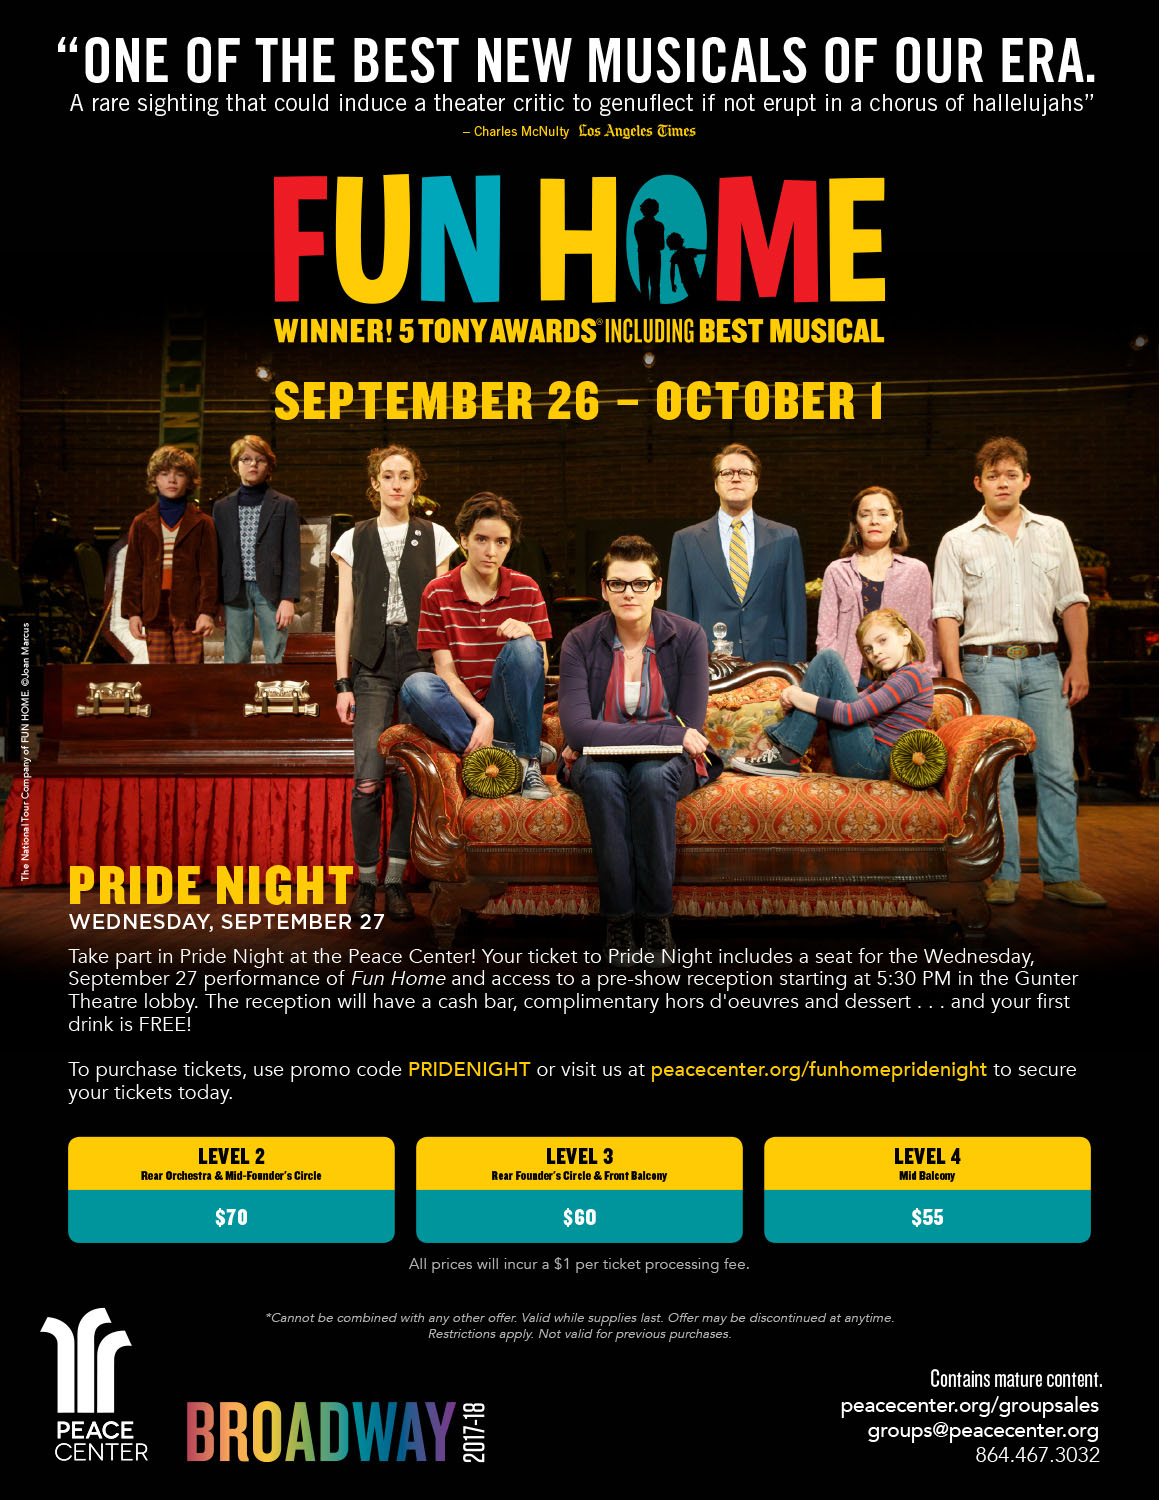 “ONE OF THE BEST NEW MUSICALS OF OUR ERA.
A rare sighting that could induce a theater critic to genuflect if not erupt in a chorus of hallelujahs”
– Charles McNulty Los Angeles Times
FUN HOME
WINNER! 5 TONY AWARDS® INCLUDING BEST MUSICAL
SEPTEMBER 26 – OCTOBER 1
The National Tour Company of FUN HOME. ©Joan Marcus
PRIDE NIGHT
WEDNESDAY, SEPTEMBER 27
Take part in Pride Night at the Peace Center! Your ticket to Pride Night includes a seat for the Wednesday,
September 27 performance of Fun Home and access to a pre-show reception starting at 5:30 PM in the Gunter
Theatre lobby. The reception will have a cash bar, complimentary hors d'oeuvres and dessert . . . and your first
drink is FREE!
To purchase tickets, use promo code PRIDENIGHT or visit us at peacecenter.org/funhomepridenight to secure
your tickets today.
LEVEL 2
Rear Orchestra & Mid-Founder's Circle
$70
LEVEL 3
Rear Founder's Circle & Front Balcony
$60
LEVEL 4
Mid Balcony
$55
All prices will incur a $1 per ticket processing fee.
*Cannot be combined with any other offer. Valid while supplies last. Offer may be discontinued at anytime.
Restrictions apply. Not valid for previous purchases.
PEACE
CENTER
BROADWAY 2017-18
Contains mature content.
peacecenter.org/groupsales
groups@peacecenter.org
864.467.3032